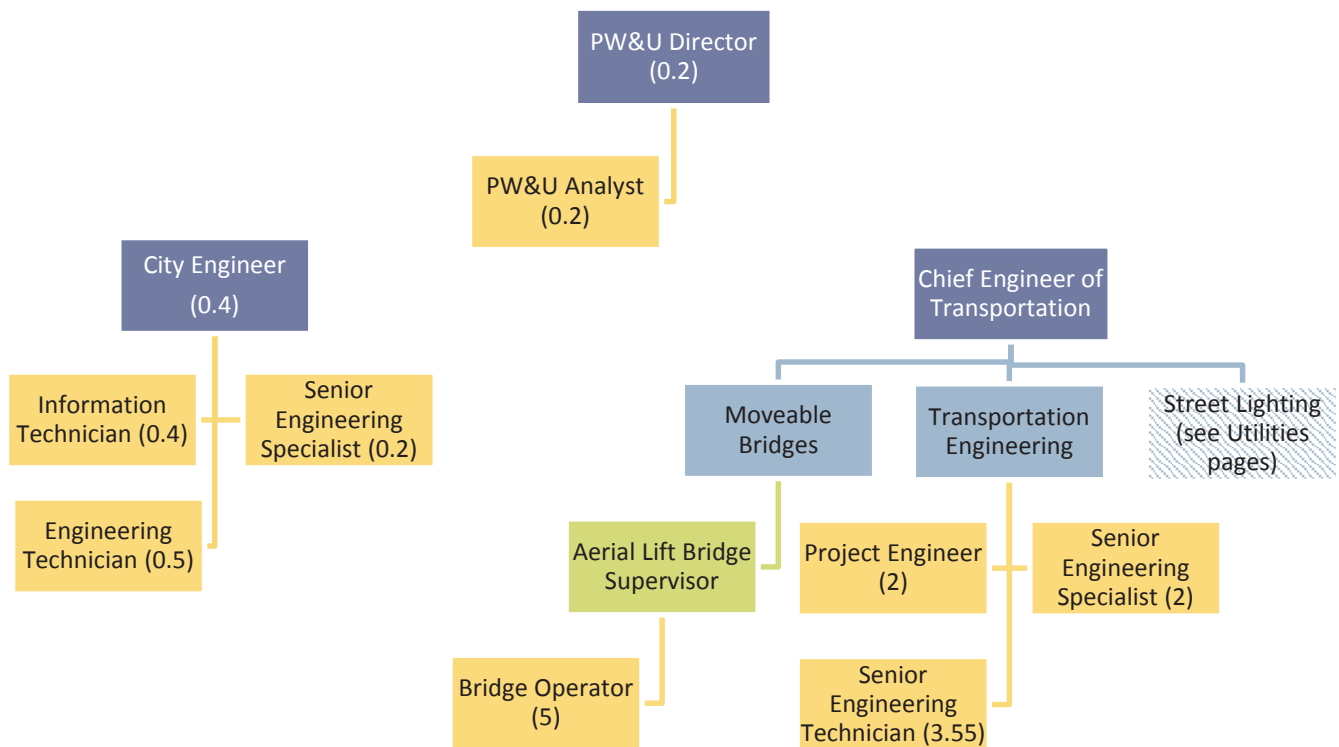 PW&U Director
(0.2)
PW&U Analyst
(0.2)
City Engineer
(0.4)
Information
Technician (0.4)
Senior
Engineering
Specialist (0.2)
Engineering
Technician (0.5)
Chief Engineer of
Transportation
Moveable
Bridges
Transportation
Engineering
Street Lighting
(see Utilities
pages)
Aerial Lift Bridge
Supervisor
Project Engineer
(2)
Senior
Engineering
Specialist (2)
Bridge Operator
(5)
Senior
Engineering
Technician (3.55)